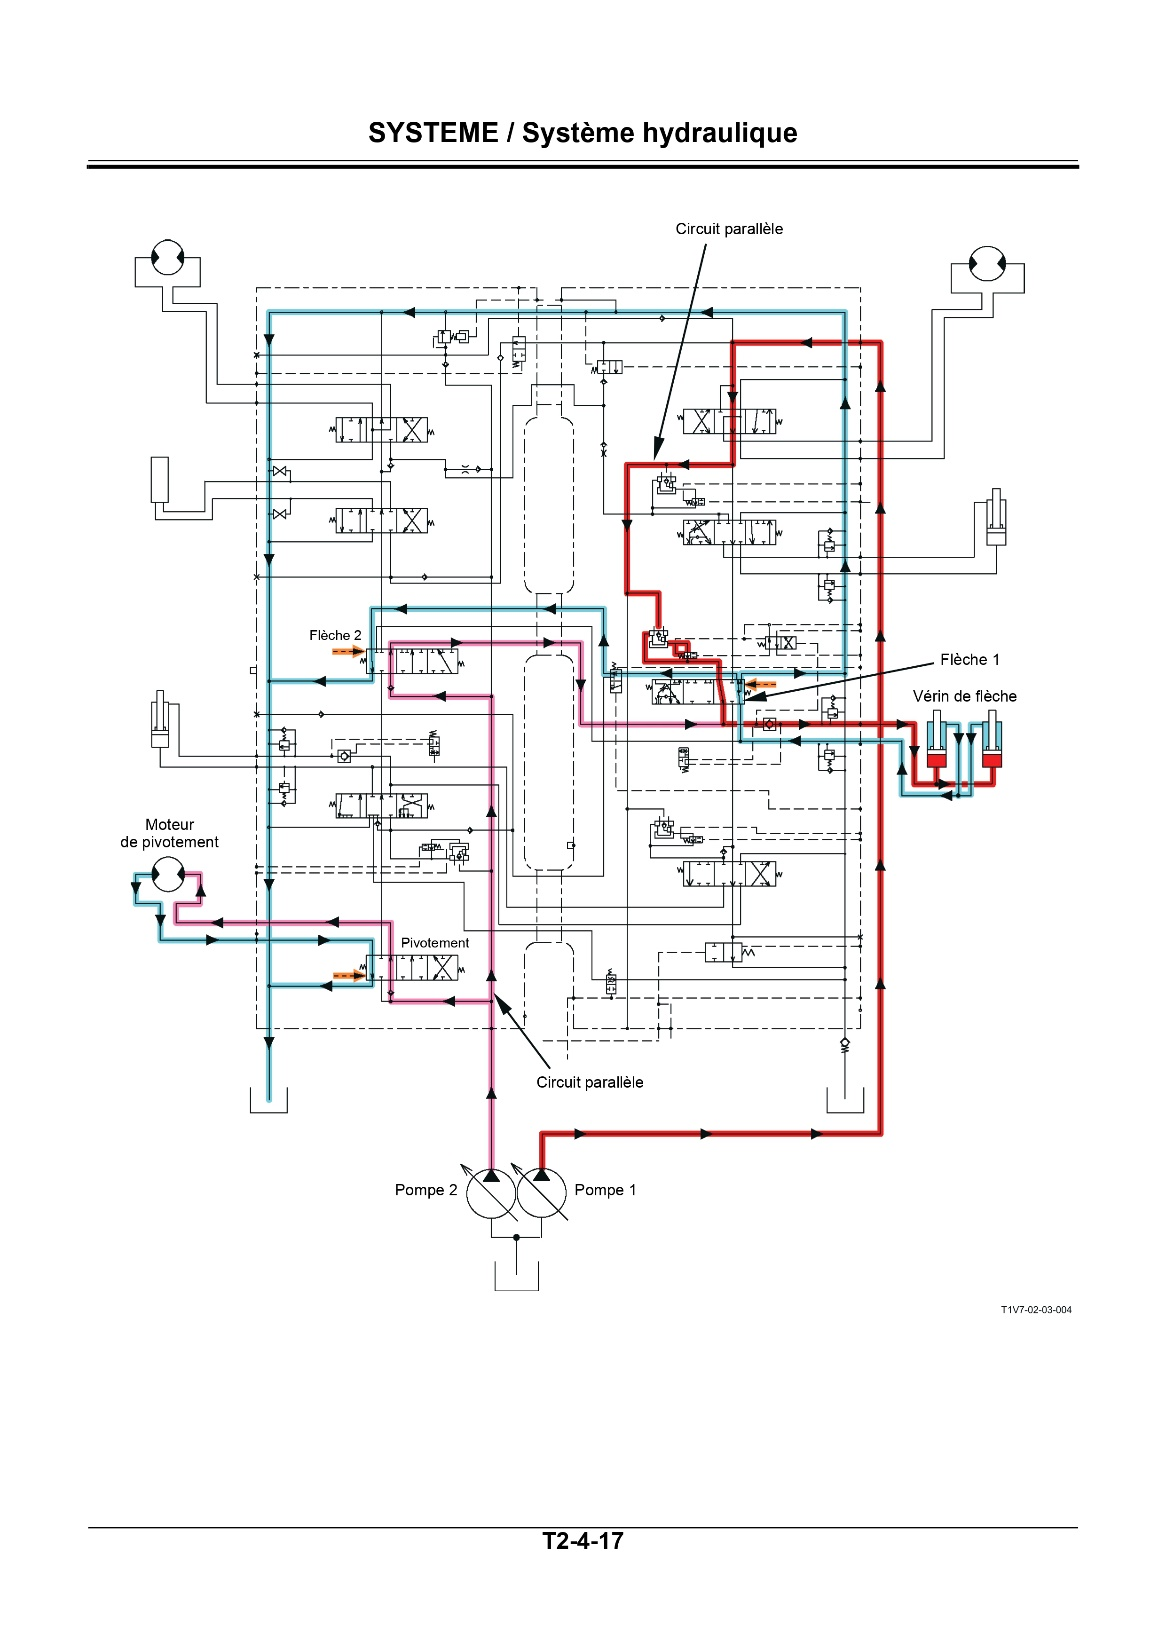 SYSTEME / Système hydraulique
Circuit parallèle
Flèche 2
Flèche 1
Vérin de flèche
Moteur
de pivotement
Pivotement
Circuit parallèle
Pompe 2
Pompe 1
T1V7-02-03-004
T2-4-17